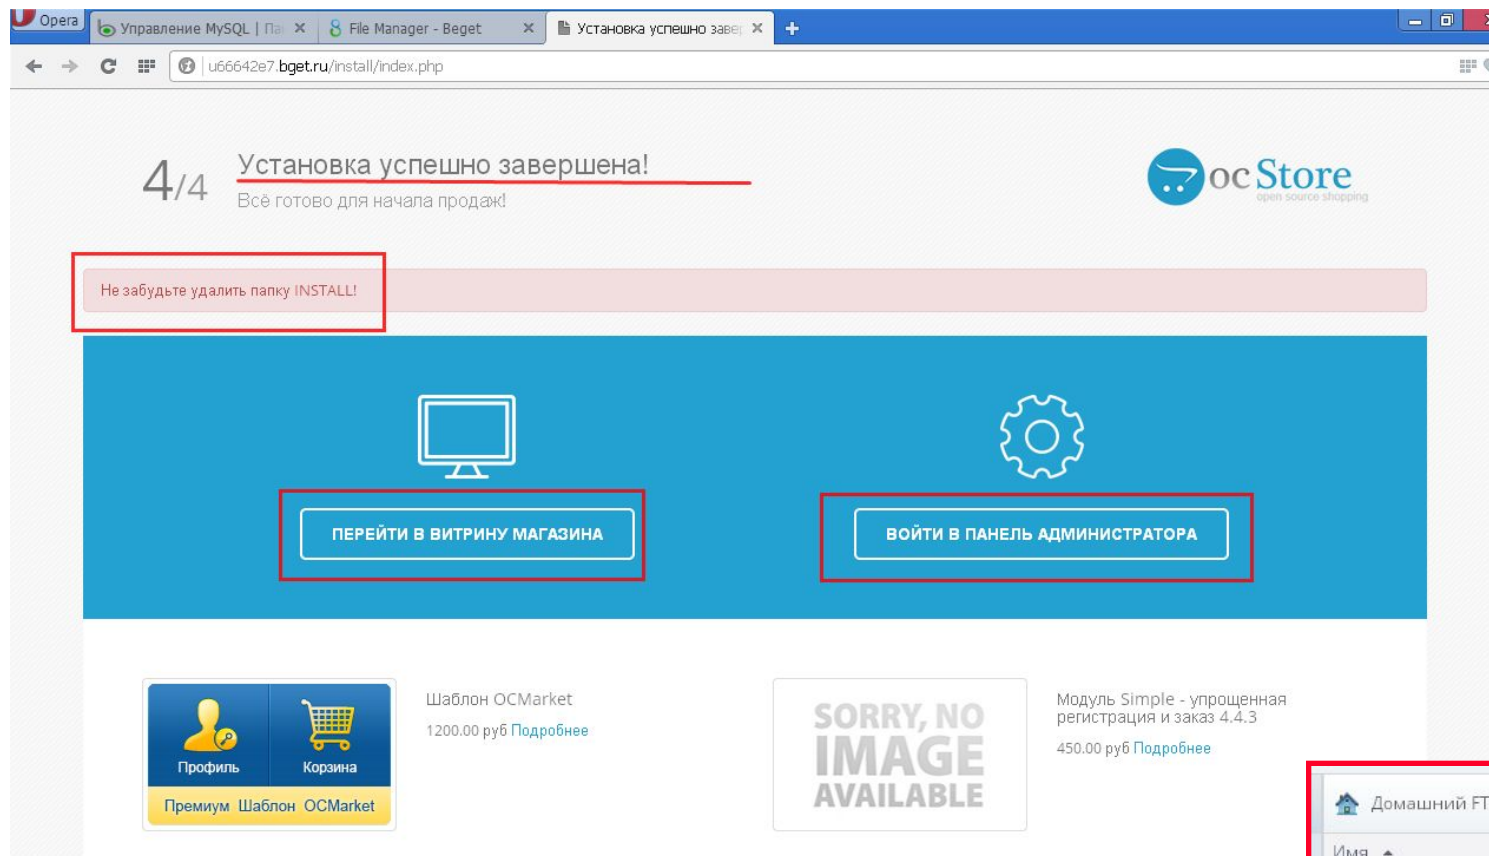 Opera
Управление MySQL | Па
File Manager - Beget
Установка успешно заве
u66642e7.bget.ru/install/index.php
4/4
Установка успешно завершена!
Всё готово для начала продаж!
ocStore
open source shopping
Не забудьте удалить папку INSTALL!
ПЕРЕЙТИ В ВИТРИНУ МАГАЗИНА
ВОЙТИ В ПАНЕЛЬ АДМИНИСТРАТОРА
Профиль Корзина
Премиум Шаблон OCMarket
Шаблон OCMarket
1200.00 руб Подробнее
SORRY, NO
IMAGE
AVAILABLE
Модуль Simple - упрощенная
регистрация и заказ 4.4.3
450.00 руб Подробнее
Домашний FT
Имя